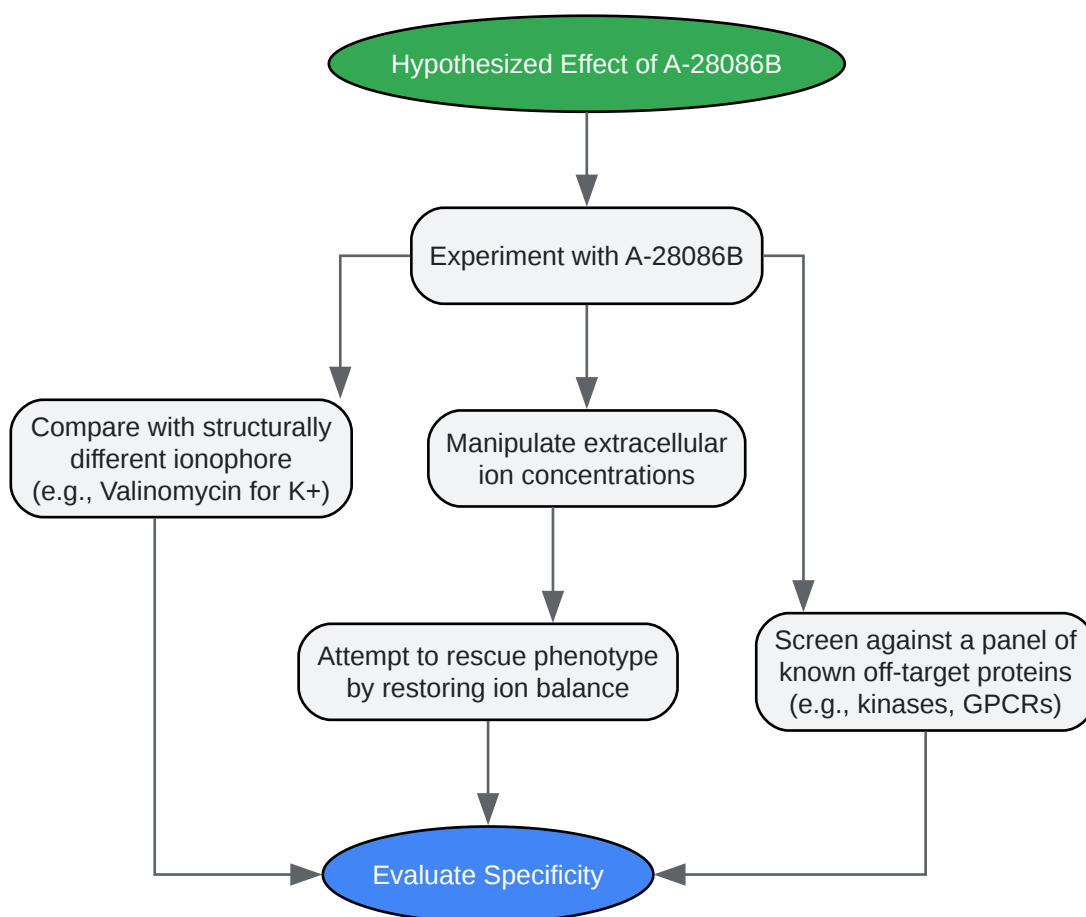 Hypothesized Effect of A-28086B
Experiment with A-28086B
Compare with structurally
different ionophore
(e.g., Valinomycin for K+)
Manipulate extracellular
ion concentrations
Attempt to rescue phenotype
by restoring ion balance
Screen against a panel of
known off-target proteins
(e.g., kinases, GPCRs)
Evaluate Specificity